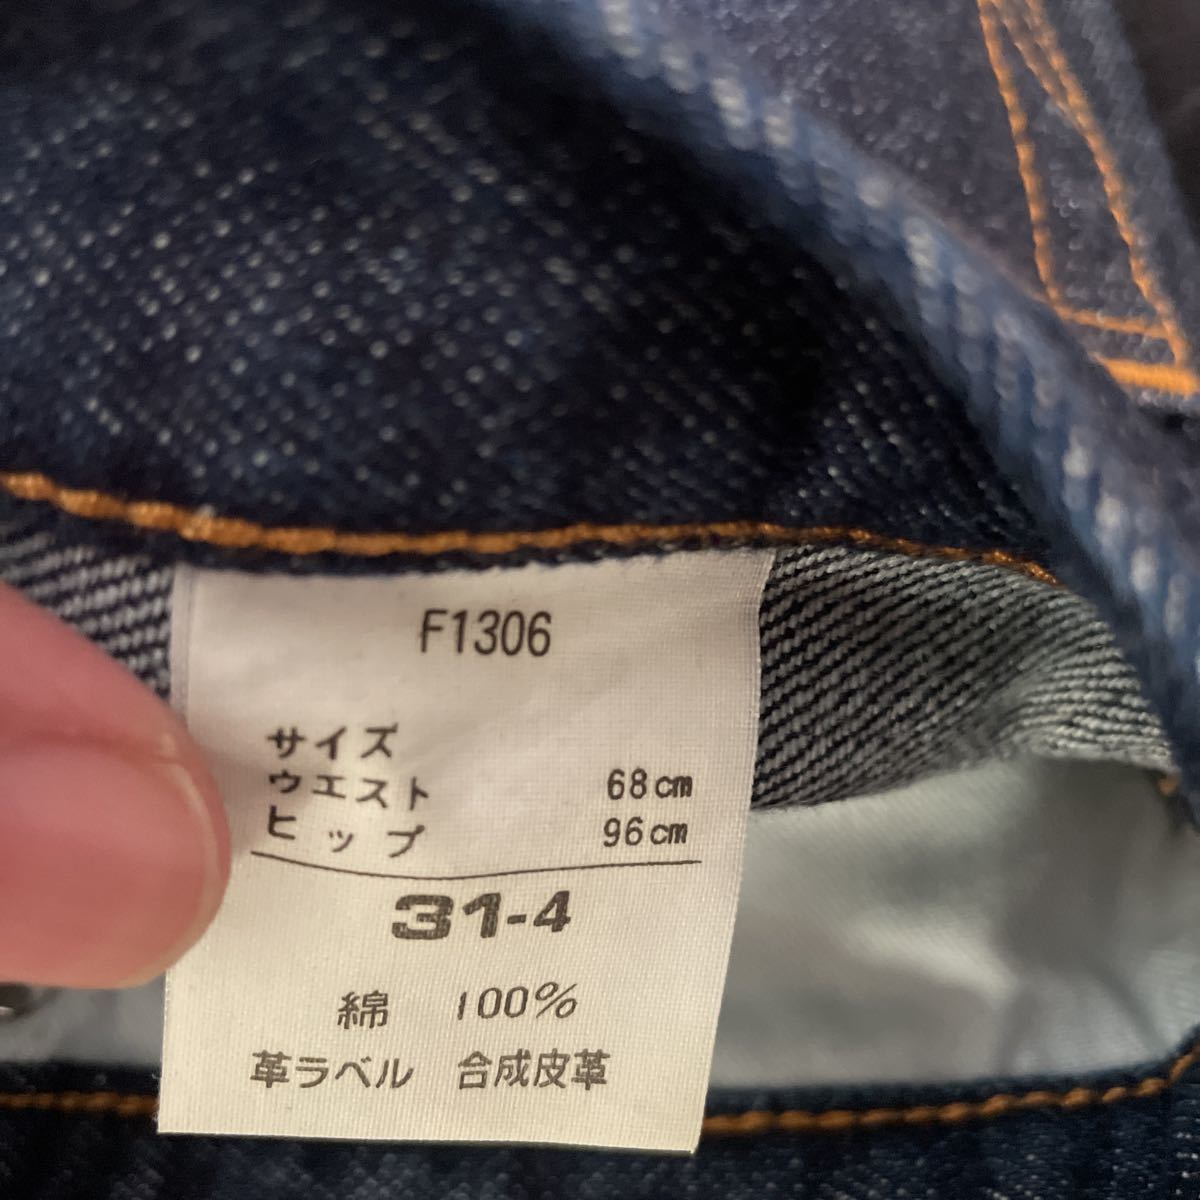 F1306
サイズ
ウエスト 68cm
ヒップ 96cm
31-4
綿 100%
革ラベル 合成皮革